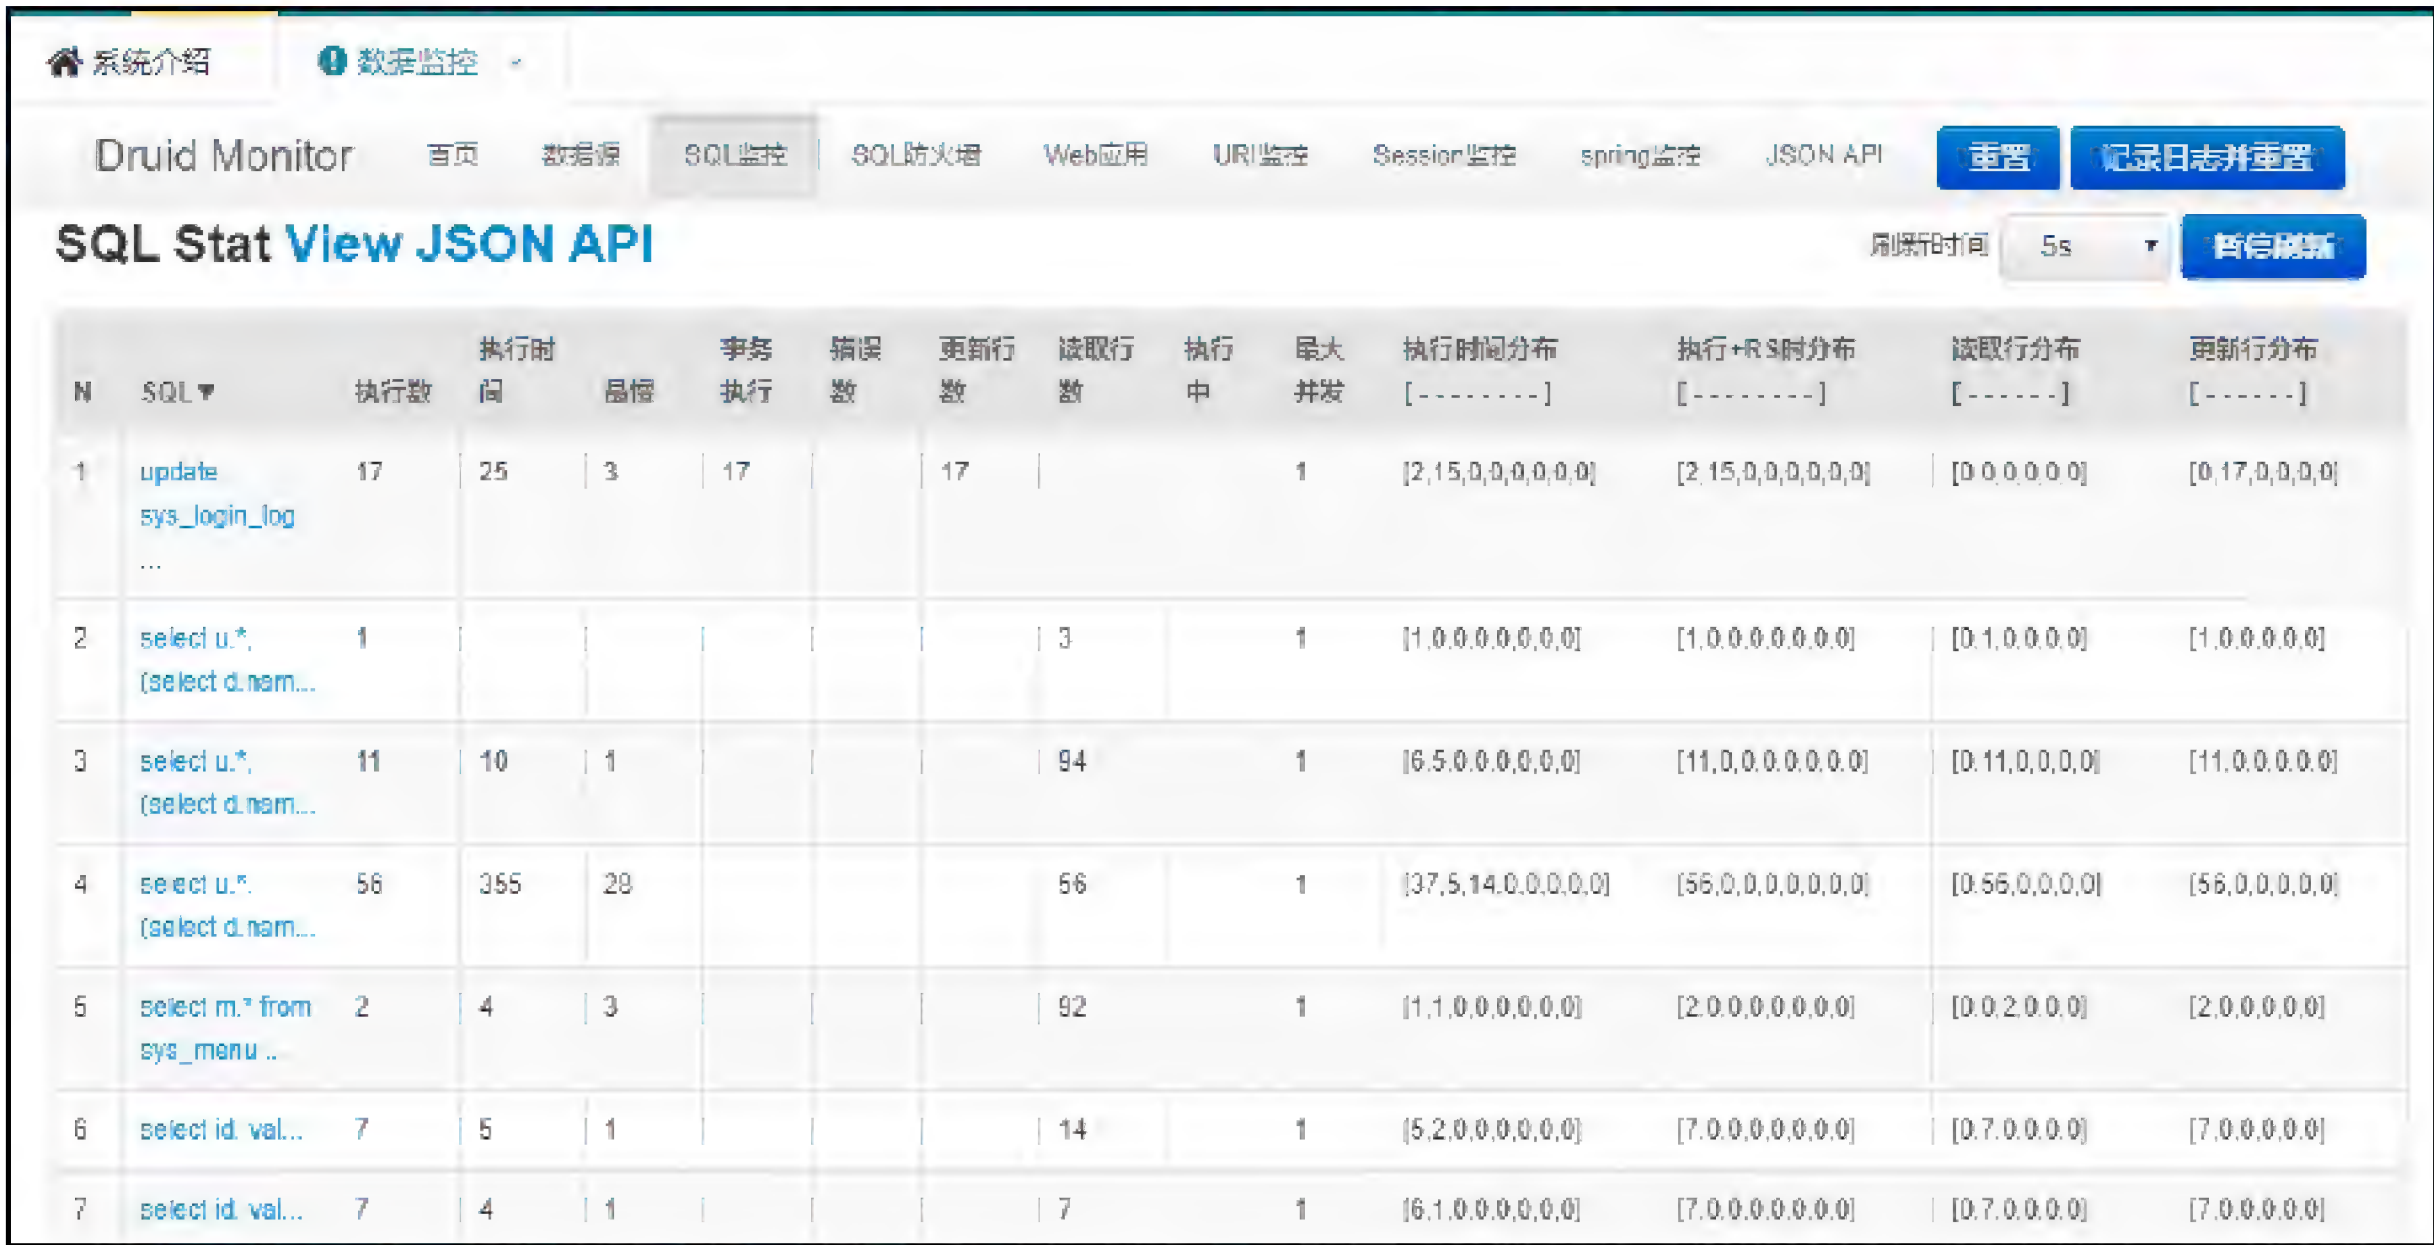 系统介绍 数据监控
Druid Monitor 首页 数据源 SQL监控 SQL防火墙 Web应用 URI监控 Session监控 spring监控 JSON API 重置 记录日志并重置
SQL Stat View JSON API 刷新时间 5s 暂停刷新
N SQL▼ 执行数 执行时间 最慢 事务执行 错误数 更新行数 读取行数 执行中 最大并发 执行时间分布 [--------] 执行+RS时分布 [--------] 读取行分布 [------] 更新行分布 [------]
1 update 17 25 3 17 17 1 [2,15,0,0,0,0,0,0] [2,15,0,0,0,0,0,0] [0,0,0,0,0,0] [0,17,0,0,0,0]
sys_login_log
...
2 select u.*, 1 3 1 [1,0,0,0,0,0,0,0] [1,0,0,0,0,0,0,0] [0,1,0,0,0,0] [1,0,0,0,0,0]
(select d.nam...
3 select u.*, 11 10 1 94 1 [6,5,0,0,0,0,0,0] [11,0,0,0,0,0,0,0] [0,11,0,0,0,0] [11,0,0,0,0,0]
(select d.nam...
4 select u.*, 56 355 28 56 1 [37,5,14,0,0,0,0,0] [56,0,0,0,0,0,0,0] [0,56,0,0,0,0] [56,0,0,0,0,0]
(select d.nam...
5 select m.* from 2 4 3 92 1 [1,1,0,0,0,0,0,0] [2,0,0,0,0,0,0,0] [0,0,2,0,0,0] [2,0,0,0,0,0]
sys_menu ...
6 select id, val... 7 5 1 14 1 [5,2,0,0,0,0,0,0] [7,0,0,0,0,0,0,0] [0,7,0,0,0,0] [7,0,0,0,0,0]
7 select id, val... 7 4 1 7 1 [6,1,0,0,0,0,0,0] [7,0,0,0,0,0,0,0] [0,7,0,0,0,0] [7,0,0,0,0,0]